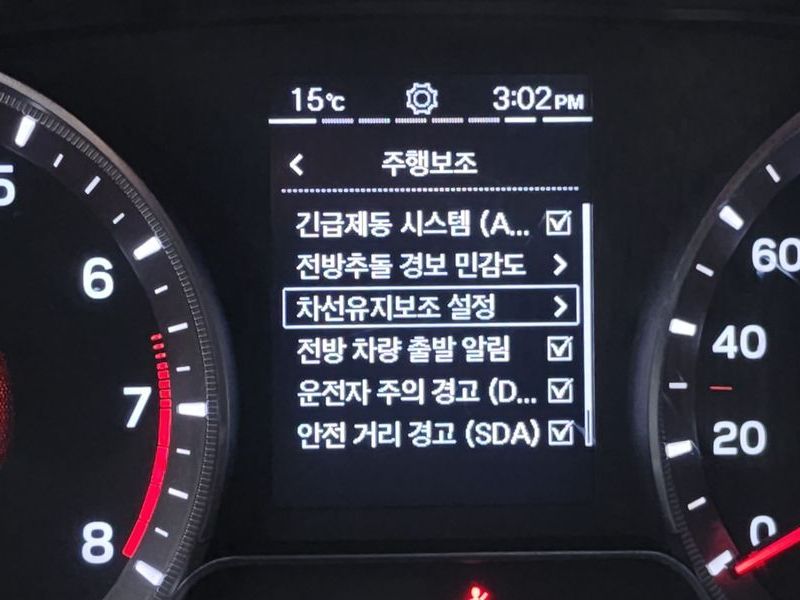 15℃ 3:02 PM
주행보조
긴급제동 시스템 (A...
전방추돌 경보 민감도
차선유지보조 설정
전방 차량 출발 알림
운전자 주의 경고 (D...
안전 거리 경고 (SDA)
5
6
7
8
60
40
20
0